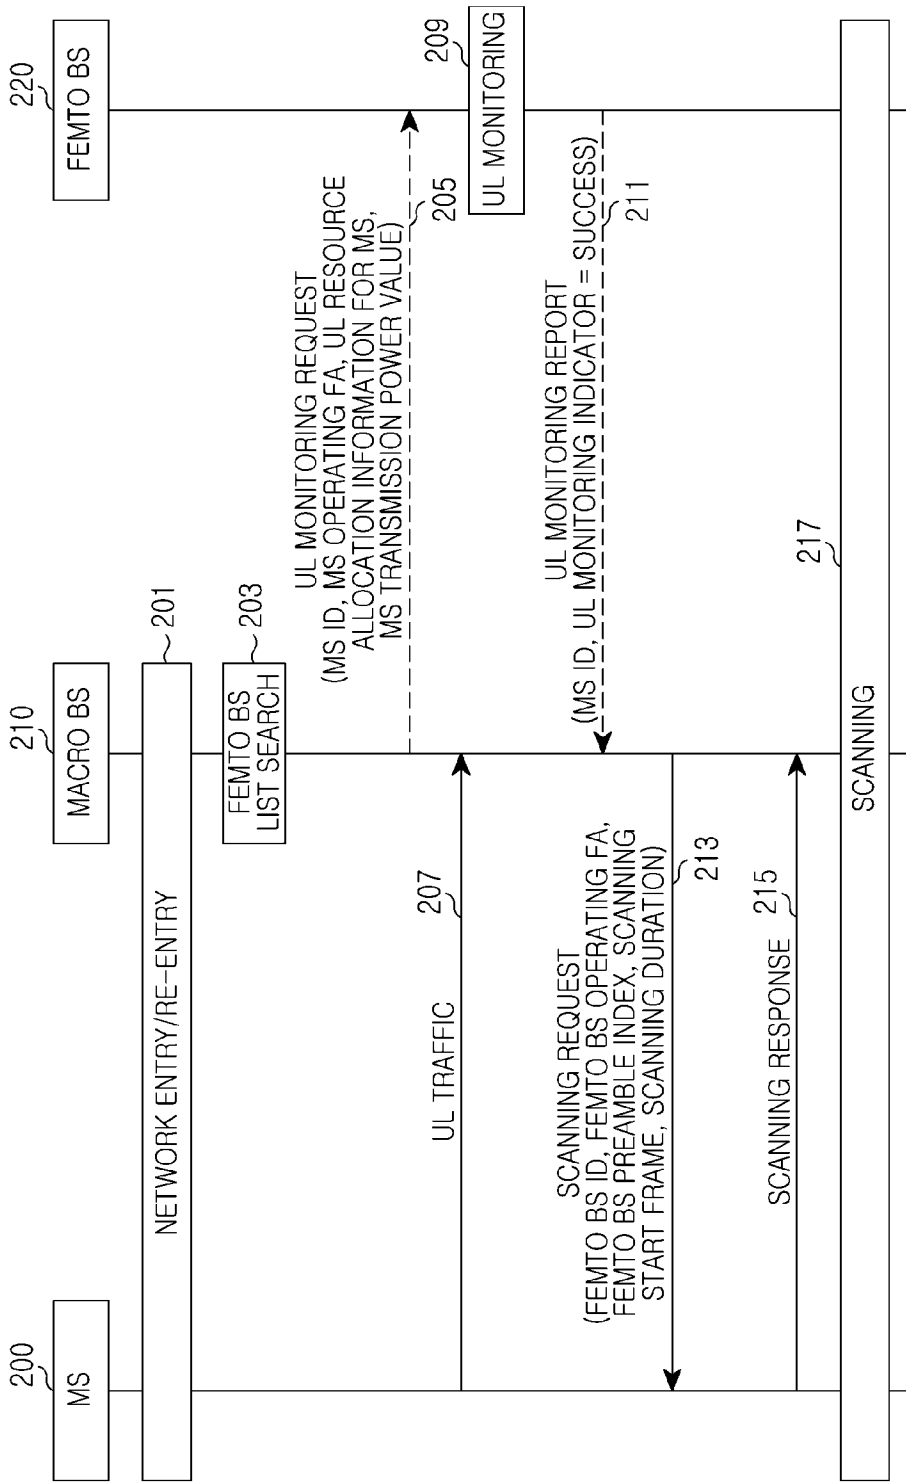 200
MS
210
MACRO BS
220
FEMTO BS
NETWORK ENTRY/RE-ENTRY
201
FEMTO BS
LIST SEARCH
203
UL MONITORING REQUEST
(MS ID, MS OPERATING FA, UL RESOURCE
ALLOCATION INFORMATION FOR MS,
MS TRANSMISSION POWER VALUE)
205
UL TRAFFIC
207
209
UL MONITORING
UL MONITORING REPORT
(MS ID, UL MONITORING INDICATOR = SUCCESS)
211
SCANNING REQUEST
(FEMTO BS ID, FEMTO BS OPERATING FA,
FEMTO BS PREAMBLE INDEX, SCANNING
START FRAME, SCANNING DURATION)
213
SCANNING RESPONSE
215
SCANNING
217